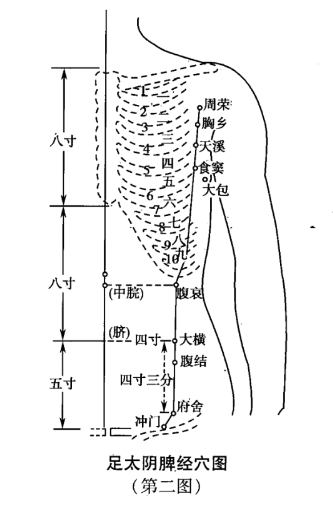 周荣
胸乡
天溪
食窦
大包
1 一
2 二
3 三
4 四
5 五
6 六
7 七
8 八
9 九
10
八寸
八寸
五寸
(中脘)
腹哀
(脐)
四寸
大横
腹结
四寸三分
府舍
冲门
足太阴脾经穴图
(第二图)